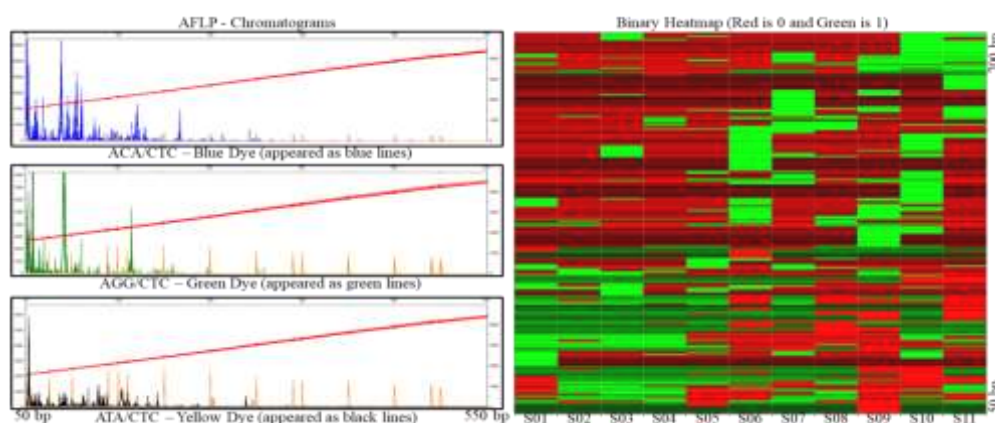 AFLP - Chromatograms
ACA/CTC – Blue Dye (appeared as blue lines)
AGG/CTC – Green Dye (appeared as green lines)
ATA/CTC – Yellow Dye (appeared as black lines)
50 bp
550 bp
Binary Heatmap (Red is 0 and Green is 1)
S01 S02 S03 S04 S05 S06 S07 S08 S09 S10 S11
50 bp